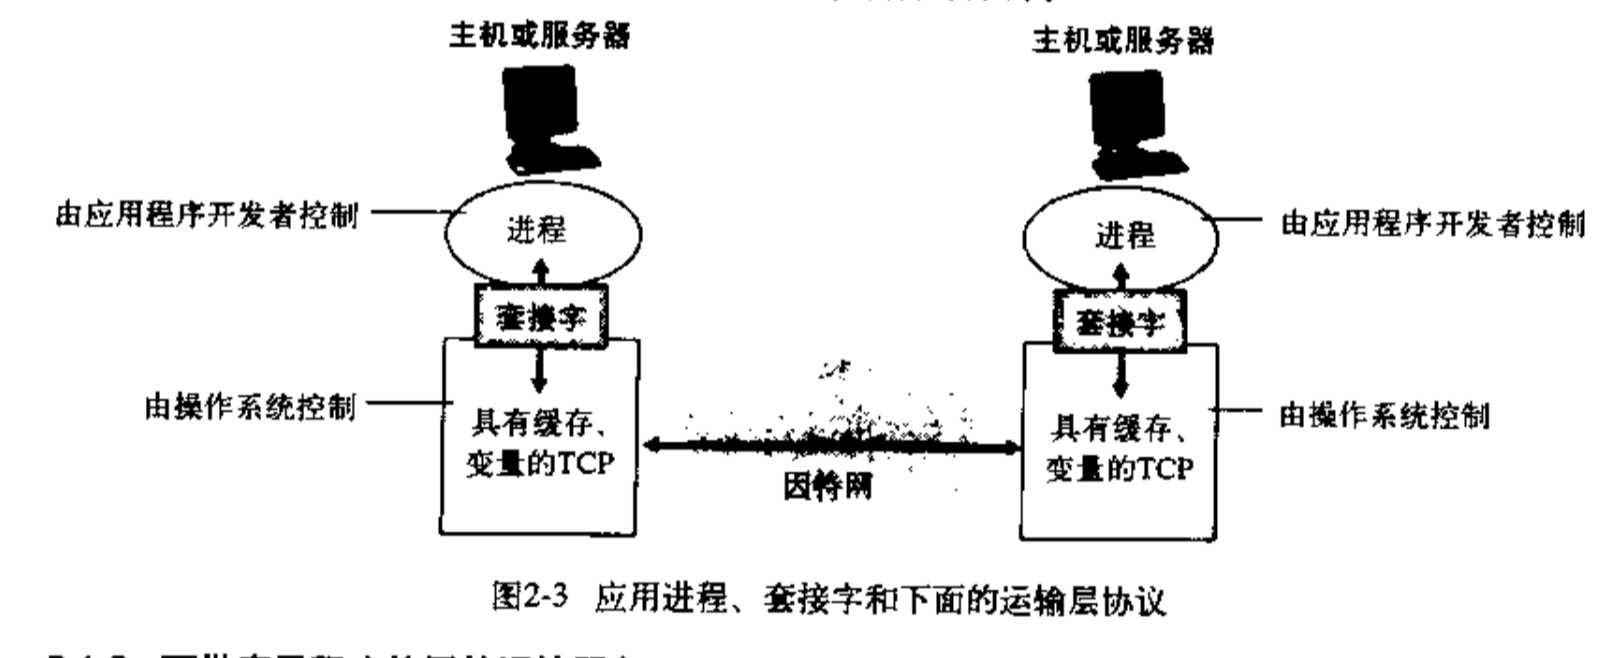 主机或服务器
主机或服务器
由应用程序开发者控制
进程
进程
由应用程序开发者控制
套接字
套接字
由操作系统控制
具有缓存、
变量的TCP
因特网
具有缓存、
变量的TCP
由操作系统控制
图2-3 应用进程、套接字和下面的运输层协议